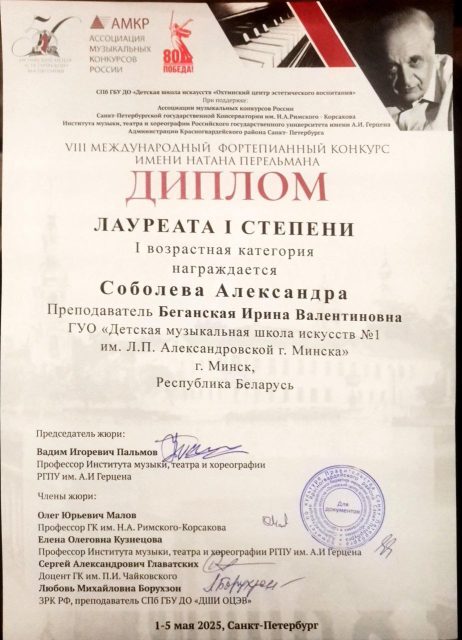 АМКР
АССОЦИАЦИЯ
МУЗЫКАЛЬНЫХ
КОНКУРСОВ
РОССИИ
80
ПОБЕДА!
СПб ГБУ ДО «Детская школа искусств «Охтинский центр эстетического воспитания»
При поддержке:
Ассоциации музыкальных конкурсов России
Санкт-Петербургской государственной Консерватории им. Н.А.Римского - Корсакова
Института музыки, театра и хореографии Российского государственного университета имени А.И. Герцена
Администрации Красногвардейского района Санкт- Петербурга
VIII МЕЖДУНАРОДНЫЙ ФОРТЕПИАННЫЙ КОНКУРС
ИМЕНИ НАТАНА ПЕРЕЛЬМАНА
ДИПЛОМ
ЛАУРЕАТА I СТЕПЕНИ
I возрастная категория
награждается
Соболева Александра
Преподаватель Беганская Ирина Валентиновна
ГУО «Детская музыкальная школа искусств №1
им. Л.П. Александровской г. Минска»
г. Минск,
Республика Беларусь
Председатель жюри:
Вадим Игоревич Пальмов
Профессор Института музыки, театра и хореографии
РГПУ им. А.И Герцена
Члены жюри:
Олег Юрьевич Малов
Профессор ГК им. Н.А. Римского-Корсакова
Елена Олеговна Кузнецова
Профессор Института музыки, театра и хореографии РГПУ им. А.И Герцена
Сергей Александрович Главатских
Доцент ГК им. П.И. Чайковского
Любовь Михайловна Борухзон
ЗРК РФ, преподаватель СПб ГБУ ДО «ДШИ ОЦЭВ»
Для
документов
1-5 мая 2025, Санкт-Петербург